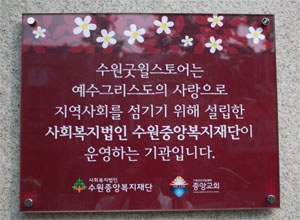 수원굿윌스토어는
예수그리스도의 사랑으로
지역사회를 섬기기 위해 설립한
사회복지법인 수원중앙복지재단이
운영하는 기관입니다.
사회복지법인
수원중앙복지재단
중앙교회